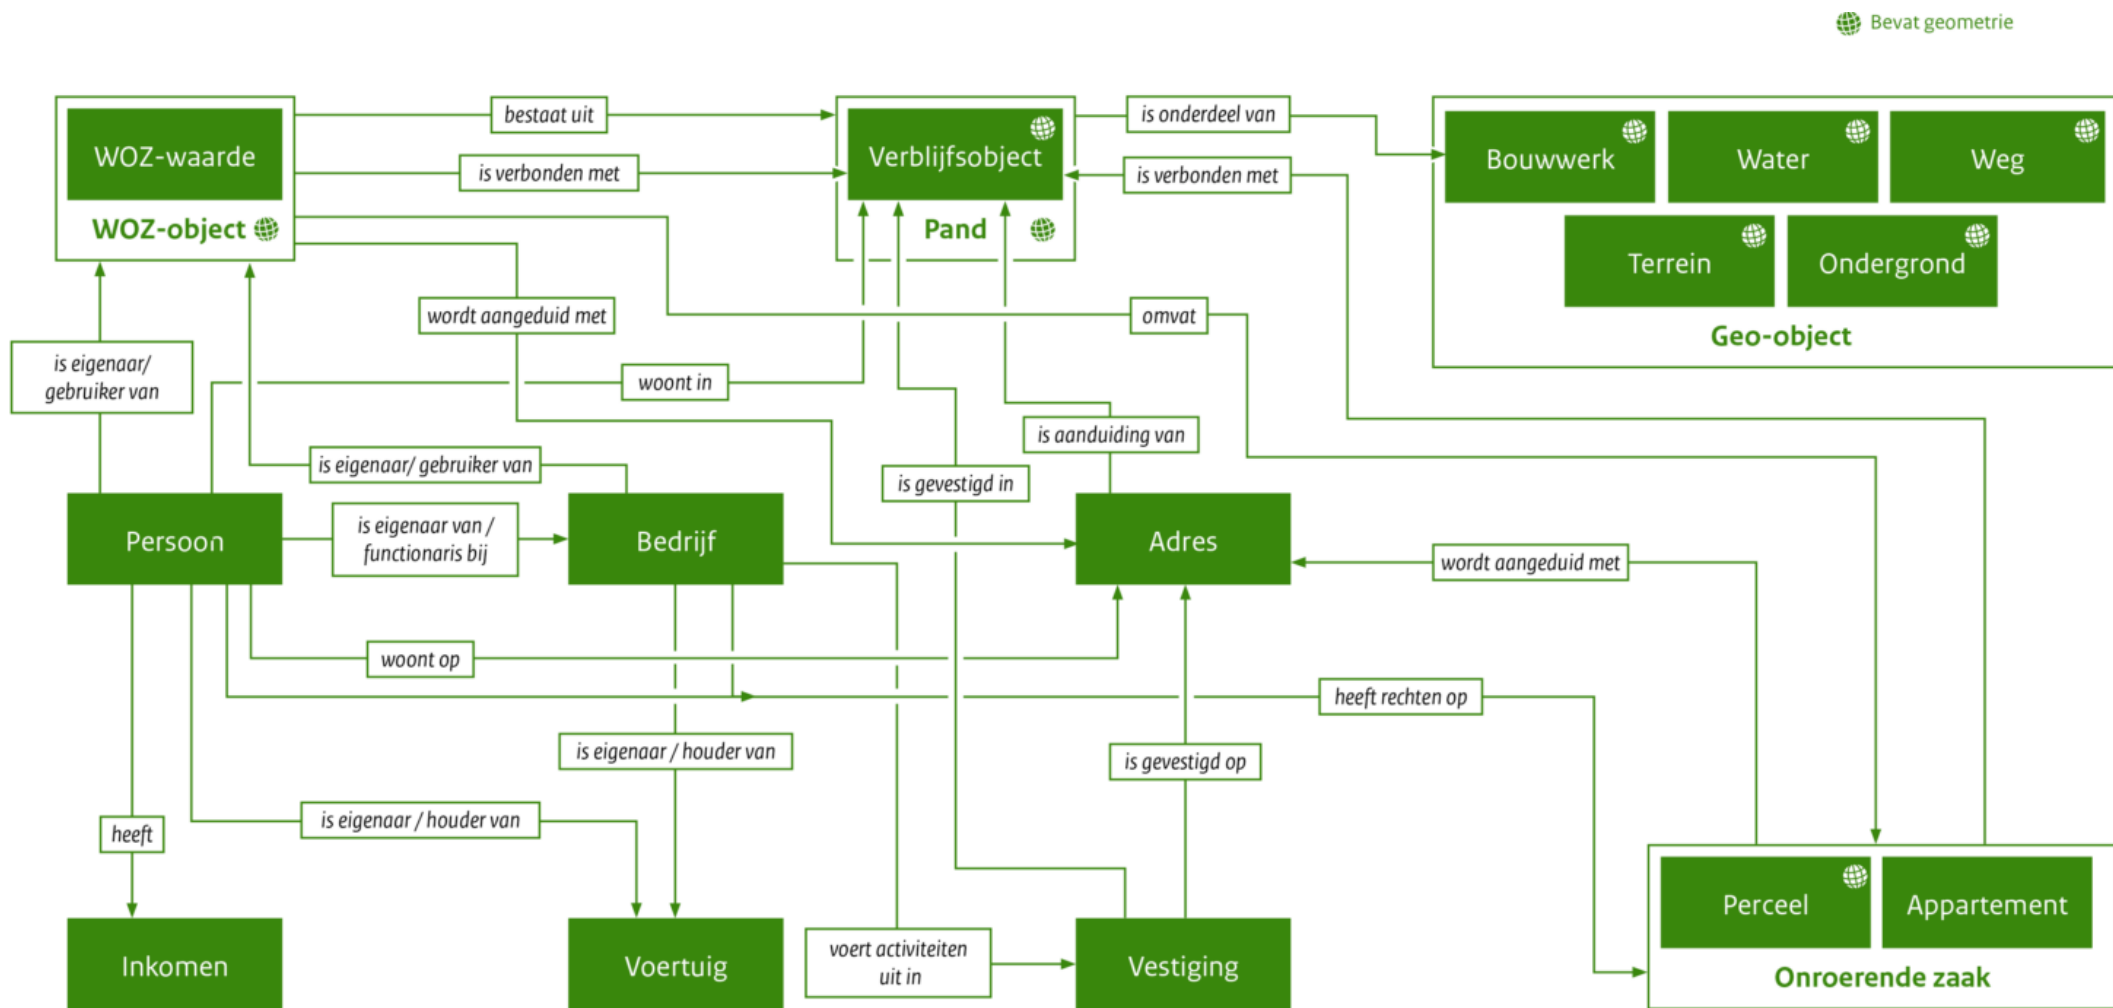 Bevat geometrie
WOZ-waarde
WOZ-object
bestaat uit
is verbonden met
Verblijfsobject
Pand
is onderdeel van
is verbonden met
Bouwwerk
Water
Weg
Terrein
Ondergrond
Geo-object
wordt aangeduid met
omvat
is eigenaar/
gebruiker van
woont in
is aanduiding van
is eigenaar/ gebruiker van
is gevestigd in
Persoon
is eigenaar van /
functionaris bij
Bedrijf
Adres
wordt aangeduid met
woont op
heeft rechten op
is eigenaar / houder van
is gevestigd op
is eigenaar / houder van
heeft
Inkomen
Voertuig
voert activiteiten
uit in
Vestiging
Perceel
Appartement
Onroerende zaak